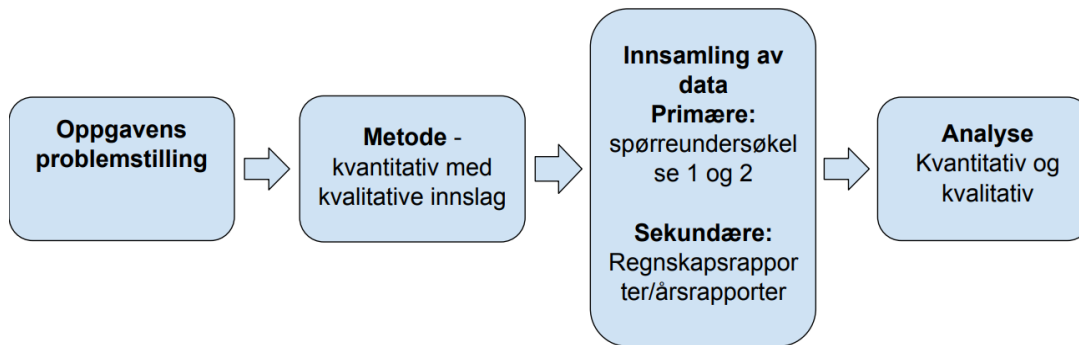 Oppgavens
problemstilling
Metode -
kvantitativ med
kvalitative innslag
Innsamling av
data
Primære:
spørreundersøkel
se 1 og 2
Sekundære:
Regnskapsrappor
ter/årsrapporter
Analyse
Kvantitativ og
kvalitativ